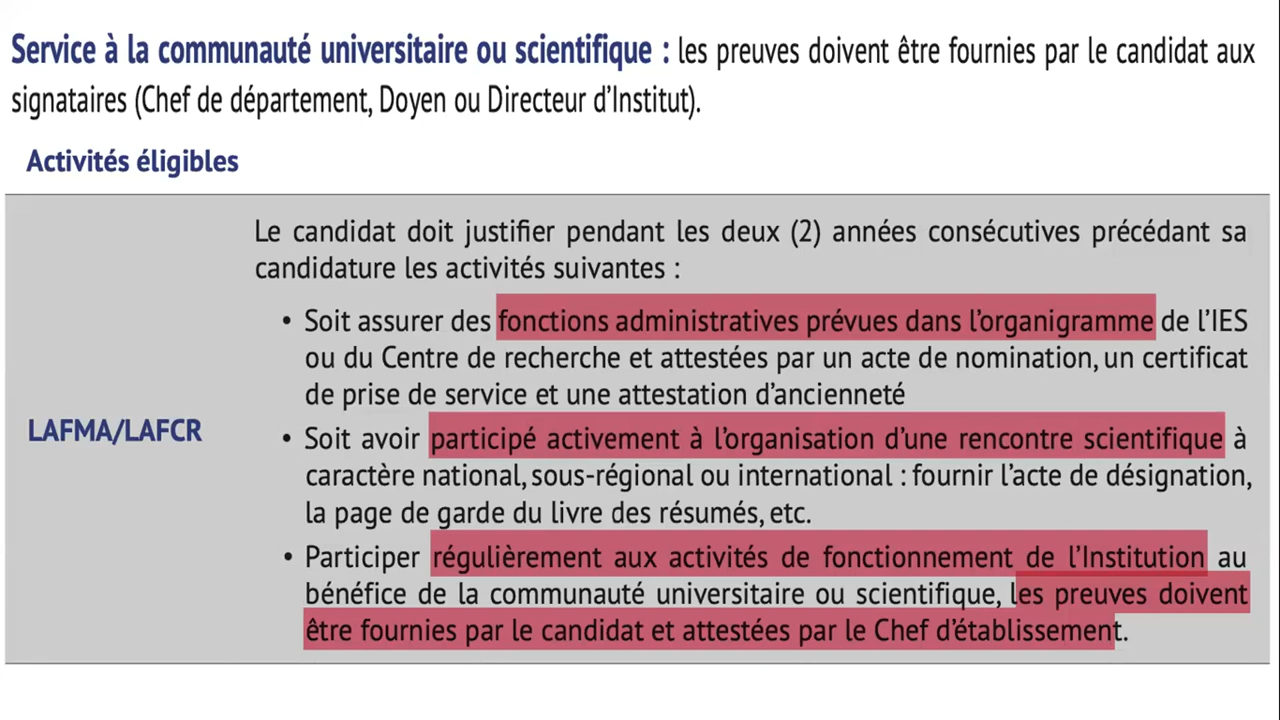 Service à la communauté universitaire ou scientifique : les preuves doivent être fournies par le candidat aux
signataires (Chef de département, Doyen ou Directeur d'Institut).
Activités éligibles
Le candidat doit justifier pendant les deux (2) années consécutives précédant sa
candidature les activités suivantes :
• Soit assurer des fonctions administratives prévues dans l'organigramme de l'IES
ou du Centre de recherche et attestées par un acte de nomination, un certificat
de prise de service et une attestation d'ancienneté
LAFMA/LAFCR
• Soit avoir participé activement à l'organisation d'une rencontre scientifique à
caractère national, sous-régional ou international : fournir l'acte de désignation,
la page de garde du livre des résumés, etc.
• Participer régulièrement aux activités de fonctionnement de l'Institution au
bénéfice de la communauté universitaire ou scientifique, les preuves doivent
être fournies par le candidat et attestées par le Chef d'établissement.